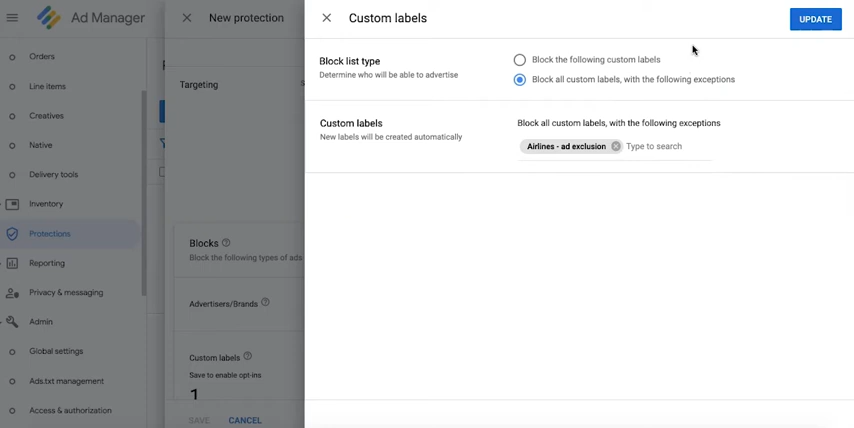 Ad Manager
Orders
Line items
Creatives
Native
Delivery tools
Inventory
Protections
Reporting
Privacy & messaging
Admin
Global settings
Ads.txt management
Access & authorization
New protection
Targeting
Blocks
Block the following types of ads
Advertisers/Brands
Custom labels
Save to enable opt-ins
1
SAVE CANCEL
Custom labels
UPDATE
Block list type
Determine who will be able to advertise
Block the following custom labels
Block all custom labels, with the following exceptions
Custom labels
New labels will be created automatically
Block all custom labels, with the following exceptions
Airlines - ad exclusion Type to search